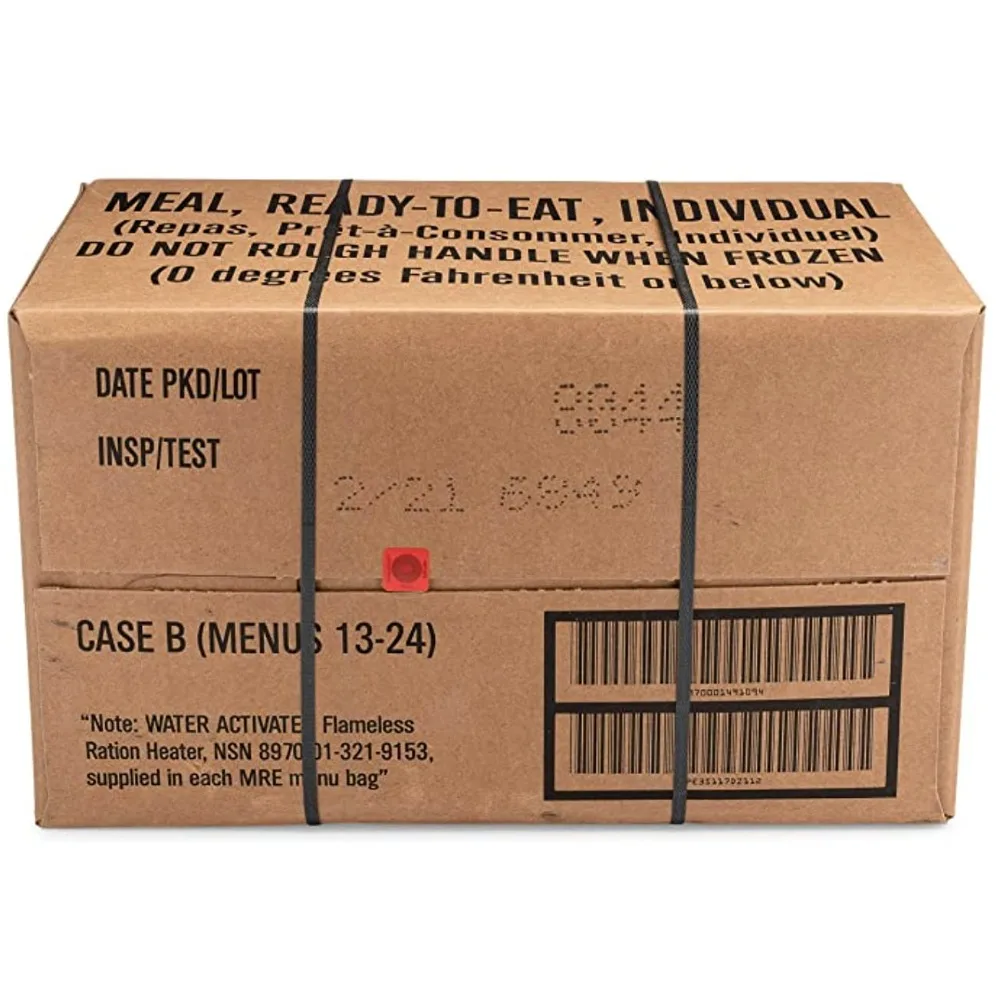 MEAL, READY-TO-EAT, INDIVIDUAL
(Repas, Prêt-à-Consommer, Individuel)
DO NOT ROUGH HANDLE WHEN FROZEN
(0 degrees Fahrenheit or below)
DATE PKD/LOT
INSP/TEST
2/21
CASE B (MENUS 13-24)
"Note: WATER ACTIVATED Flameless
Ration Heater, NSN 8970-01-321-9153,
supplied in each MRE menu bag"